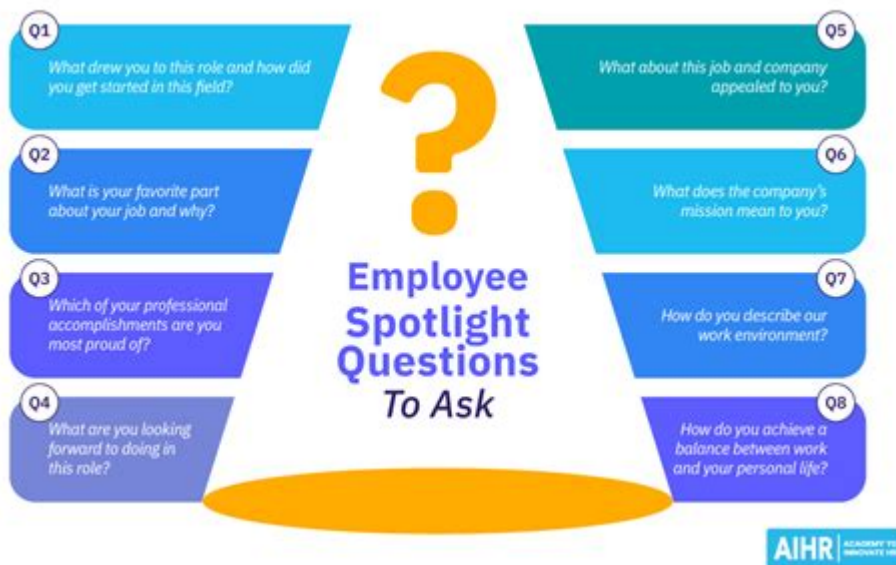 Q1
What drew you to this role and how did
you get started in this field?
Q2
What is your favorite part
about your job and why?
Q3
Which of your professional
accomplishments are you
most proud of?
Q4
What are you looking
forward to doing in
this role?
Employee
Spotlight
Questions
To Ask
Q5
What about this job and company
appealed to you?
Q6
What does the company's
mission mean to you?
Q7
How do you describe our
work environment?
Q8
How do you achieve a
balance between work
and your personal life?
AIHR
ACADEMY TO
INNOVATE HR